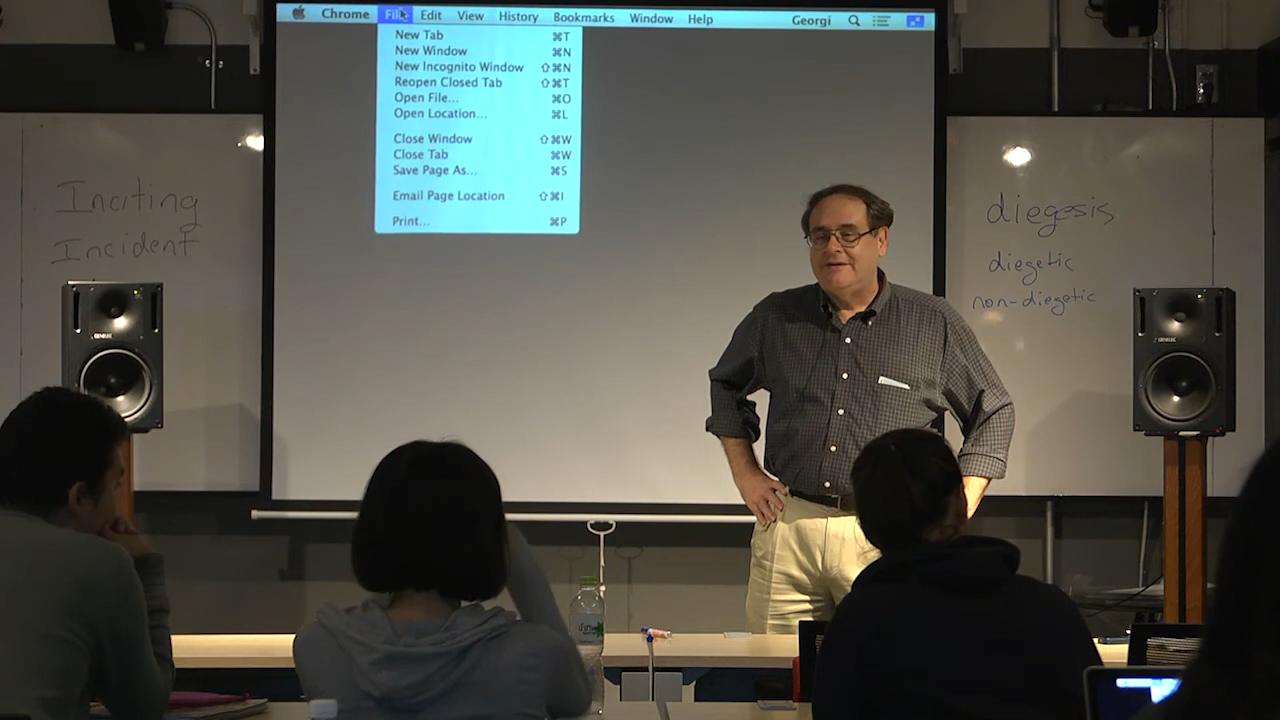 Chrome File Edit View History Bookmarks Window Help Georgi
New Tab ⌘T
New Window ⌘N
New Incognito Window ⇧⌘N
Reopen Closed Tab ⇧⌘T
Open File... ⌘O
Open Location... ⌘L
Close Window ⇧⌘W
Close Tab ⌘W
Save Page As... ⌘S
Email Page Location ⇧⌘I
Print... ⌘P
Inciting
Incident
diegesis
diegetic
non-diegetic
GENELEC
GENELEC